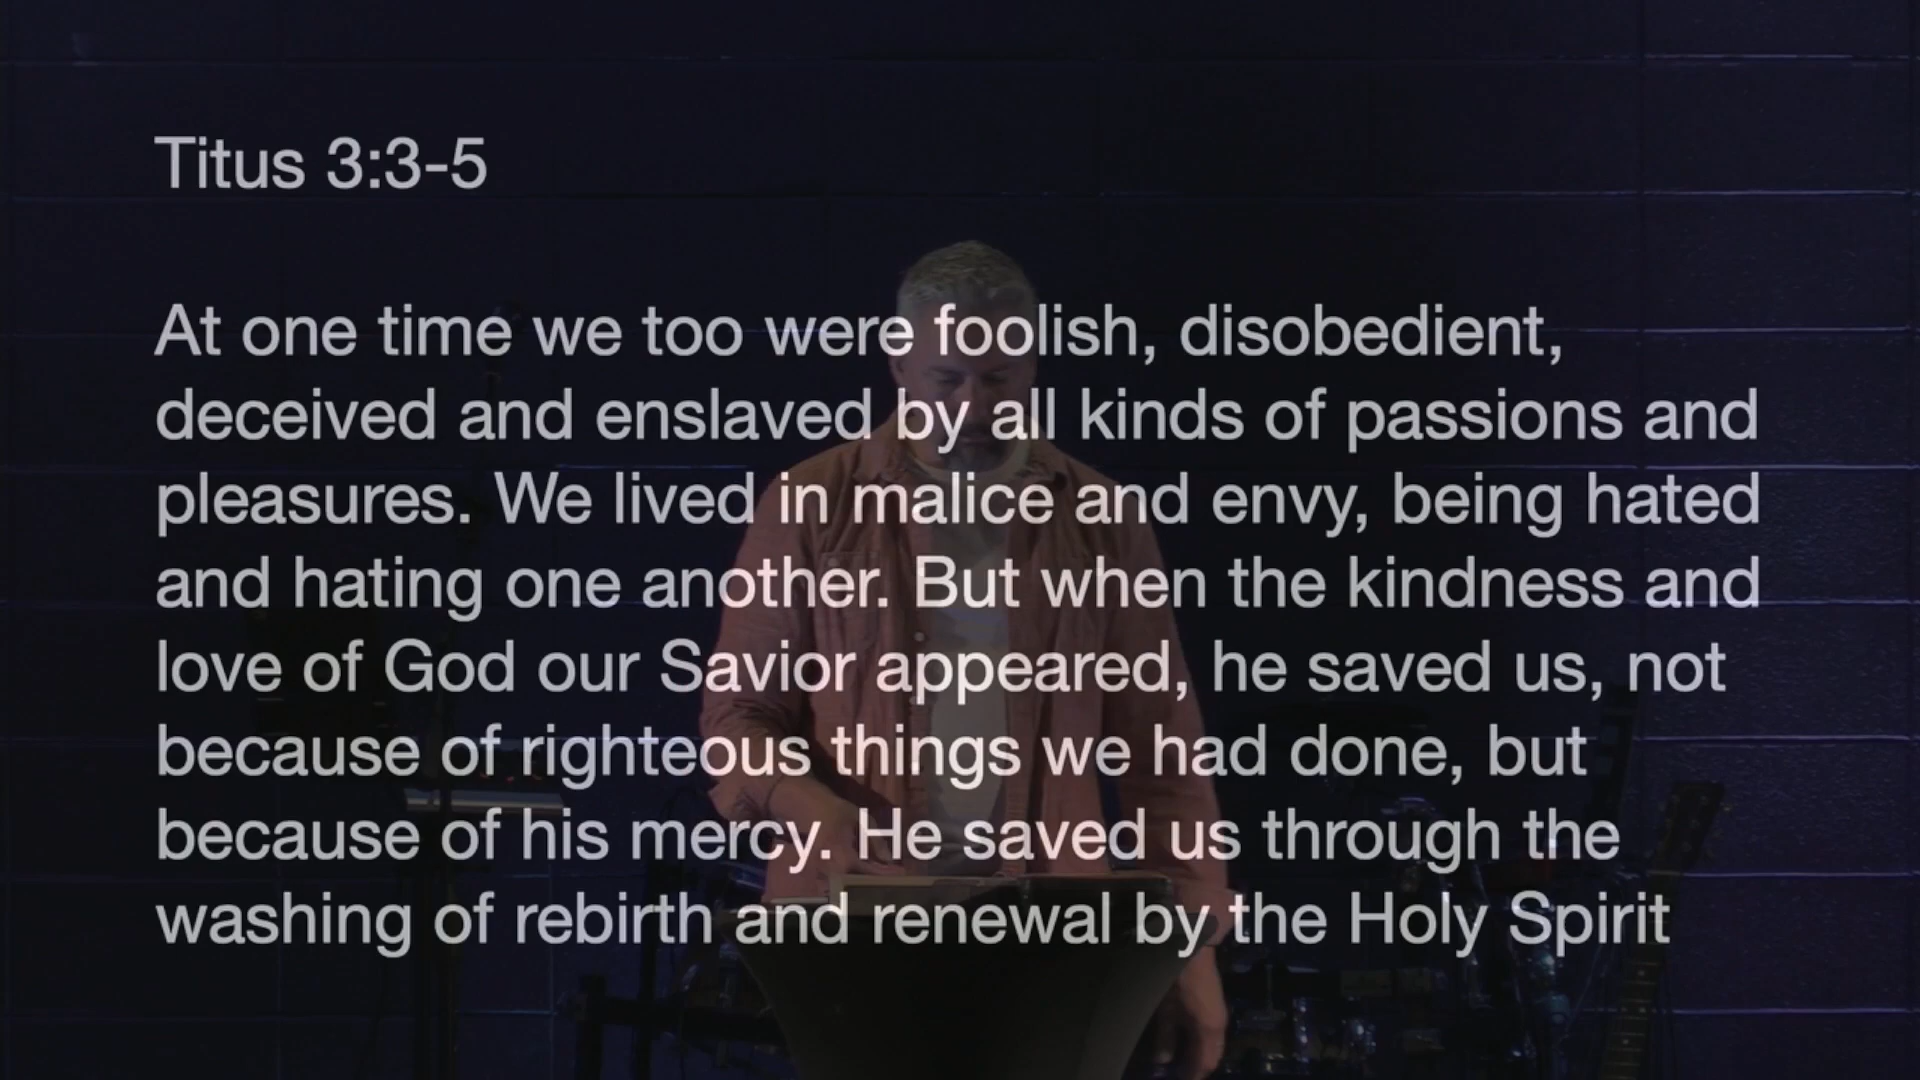 Titus 3:3-5
At one time we too were foolish, disobedient,
deceived and enslaved by all kinds of passions and
pleasures. We lived in malice and envy, being hated
and hating one another. But when the kindness and
love of God our Savior appeared, he saved us, not
because of righteous things we had done, but
because of his mercy. He saved us through the
washing of rebirth and renewal by the Holy Spirit